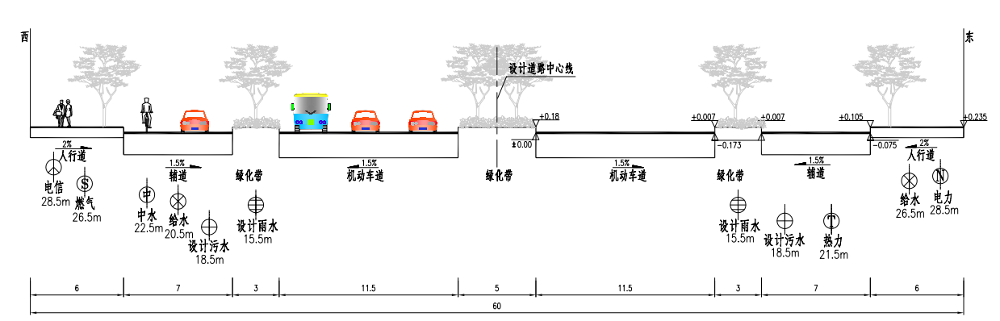 西
东
设计道路中心线
+0.18
+0.007
+0.007
+0.105
+0.235
±0.00
-0.173
-0.075
2%
人行道
1.5%
辅道
绿化带
1.5%
机动车道
绿化带
1.5%
机动车道
绿化带
1.5%
辅道
2%
人行道
电信
28.5m
S
燃气
26.5m
中
中水
22.5m
给水
20.5m
设计污水
18.5m
设计雨水
15.5m
设计雨水
15.5m
设计污水
18.5m
T
热力
21.5m
给水
26.5m
N
电力
28.5m
6
7
3
11.5
5
11.5
3
7
6
60